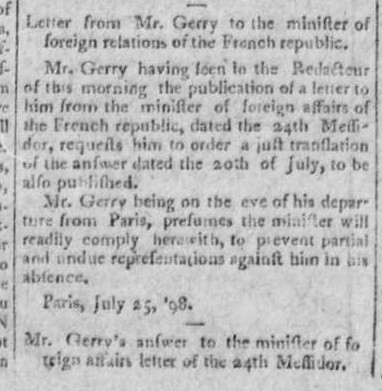 Letter from Mr. Gerry to the minister of
foreign relations of the French republic.
Mr. Gerry having seen in the Redacteur
of this morning the publication of a letter to
him from the minister of foreign affairs of
the French republic, dated the 24th Messi-
dor, requests him to order a just translation
of the answer dated the 20th of July, to be
also published.
Mr. Gerry being on the eve of his depar-
ture from Paris, presumes the minister will
readily comply herewith, to prevent partial
and undue representations against him in his
absence.
Paris, July 25, '98.
Mr. Gerry's answer to the minister of fo
reign affairs letter of the 24th Messidor.